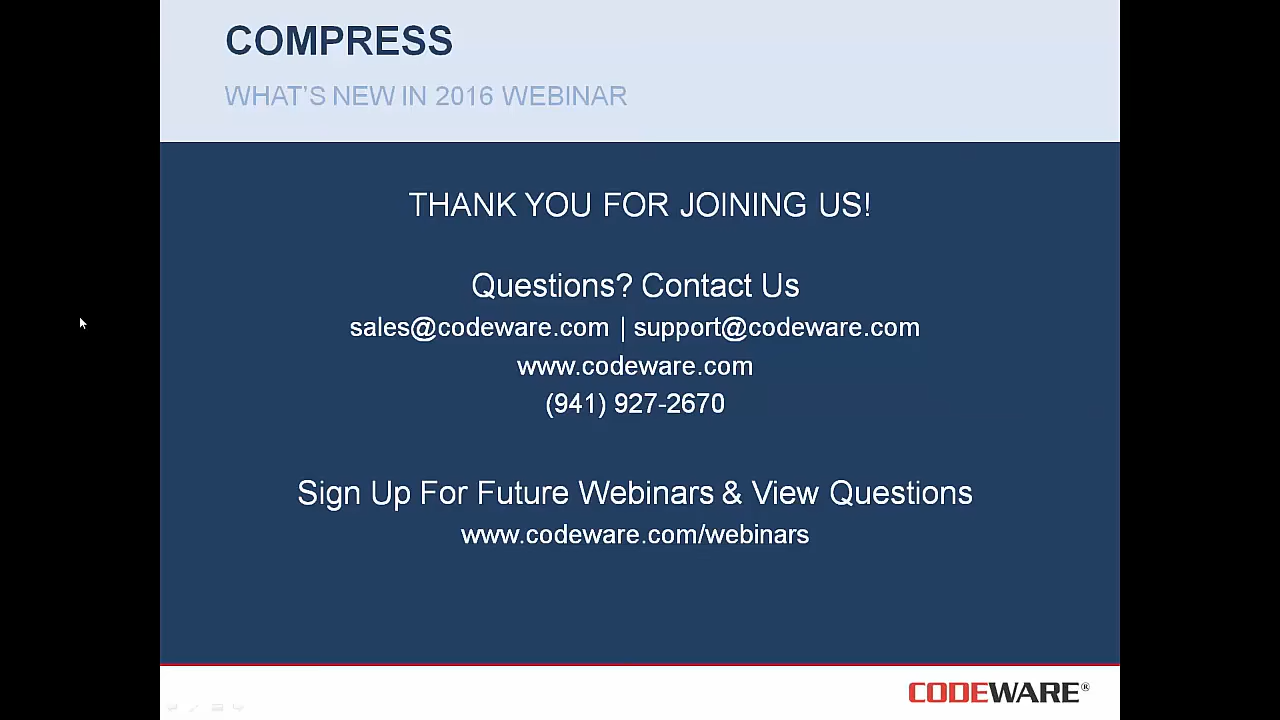 COMPRESS
WHAT'S NEW IN 2016 WEBINAR
THANK YOU FOR JOINING US!
Questions? Contact Us
sales@codeware.com | support@codeware.com
www.codeware.com
(941) 927-2670
Sign Up For Future Webinars & View Questions
www.codeware.com/webinars
CODEWARE®